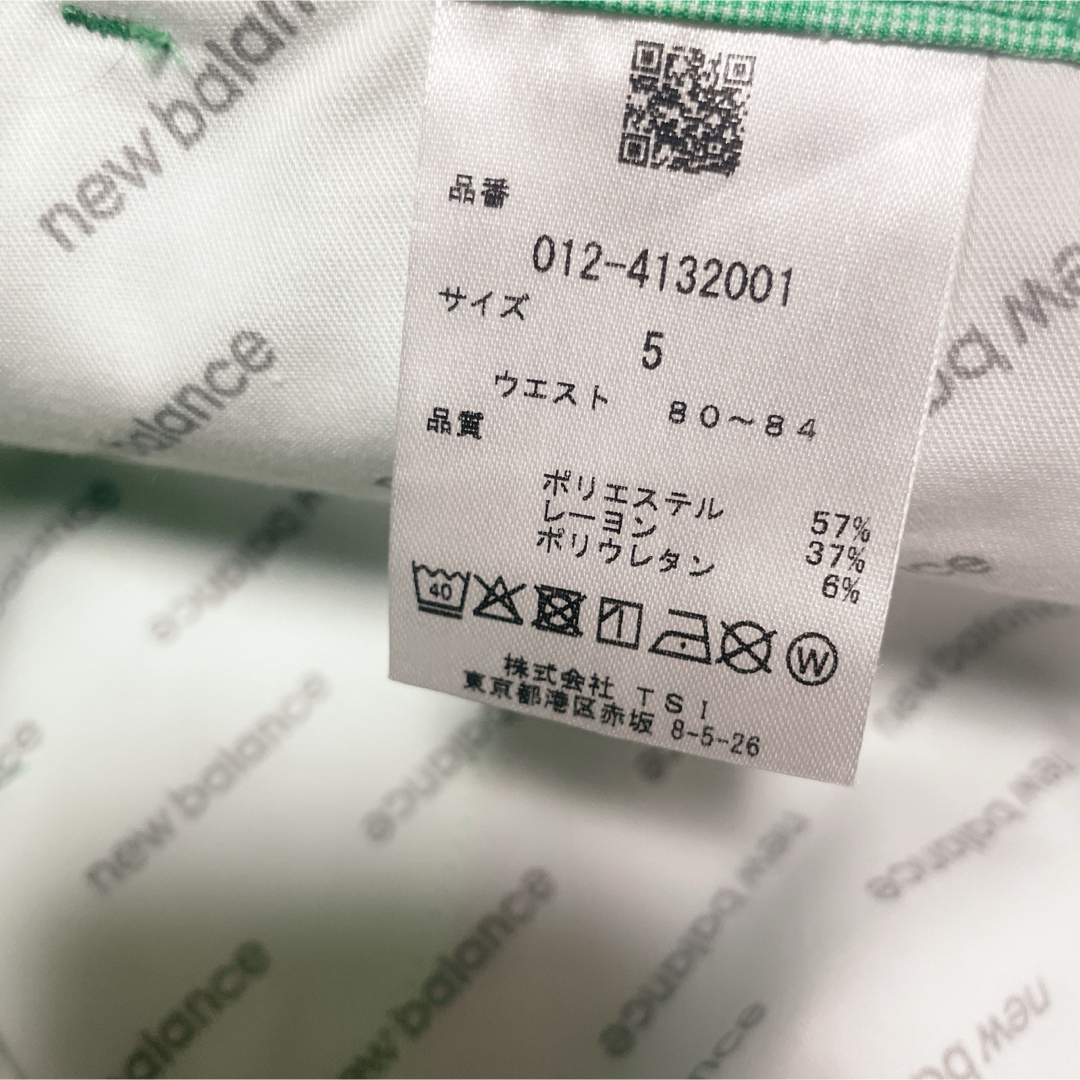 品番
012-4132001
サイズ
5
ウエスト 80~84
品質
ポリエステル 57%
レーヨン 37%
ポリウレタン 6%
40 W
株式会社 TSI
東京都港区赤坂 8-5-26
new balan
balance
new balance
new balance
new balance
new balance
new balance
balance